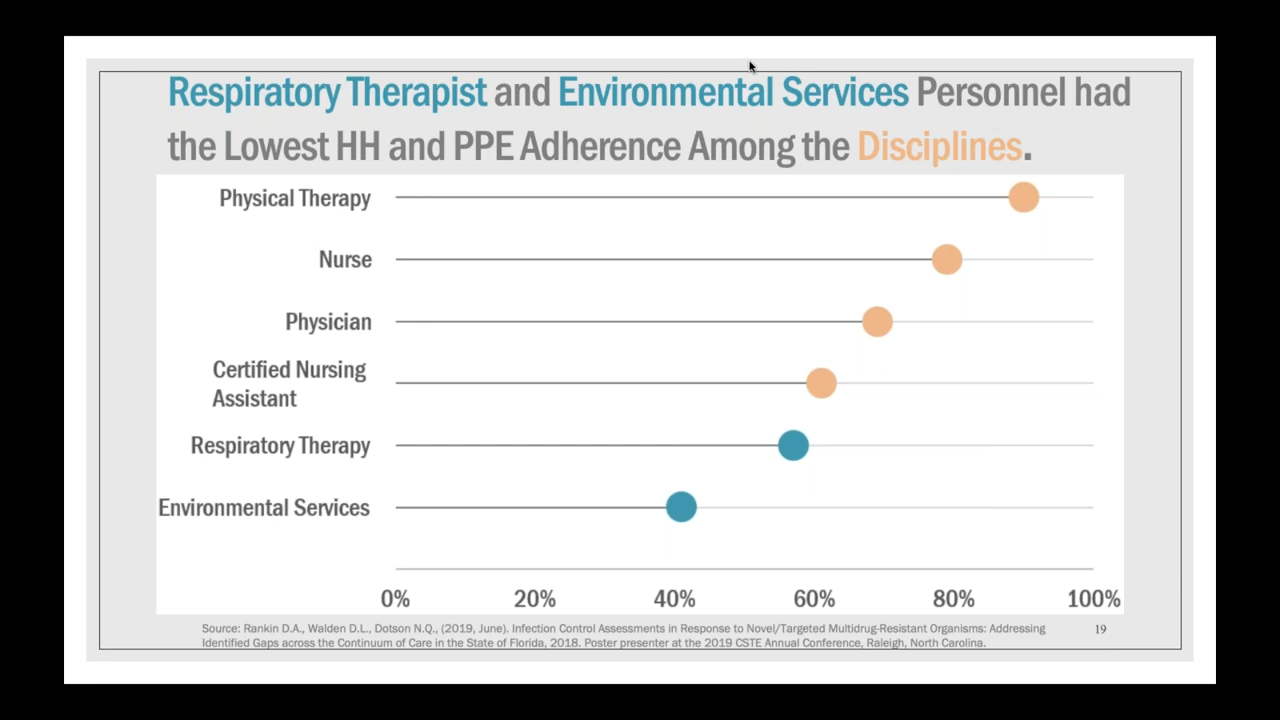 Respiratory Therapist and Environmental Services Personnel had
the Lowest HH and PPE Adherence Among the Disciplines.
Physical Therapy
Nurse
Physician
Certified Nursing
Assistant
Respiratory Therapy
Environmental Services
0% 20% 40% 60% 80% 100%
Source: Rankin D.A., Walden D.L., Dotson N.Q., (2019, June). Infection Control Assessments in Response to Novel/Targeted Multidrug-Resistant Organisms: Addressing
Identified Gaps across the Continuum of Care in the State of Florida, 2018. Poster presenter at the 2019 CSTE Annual Conference, Raleigh, North Carolina.
19